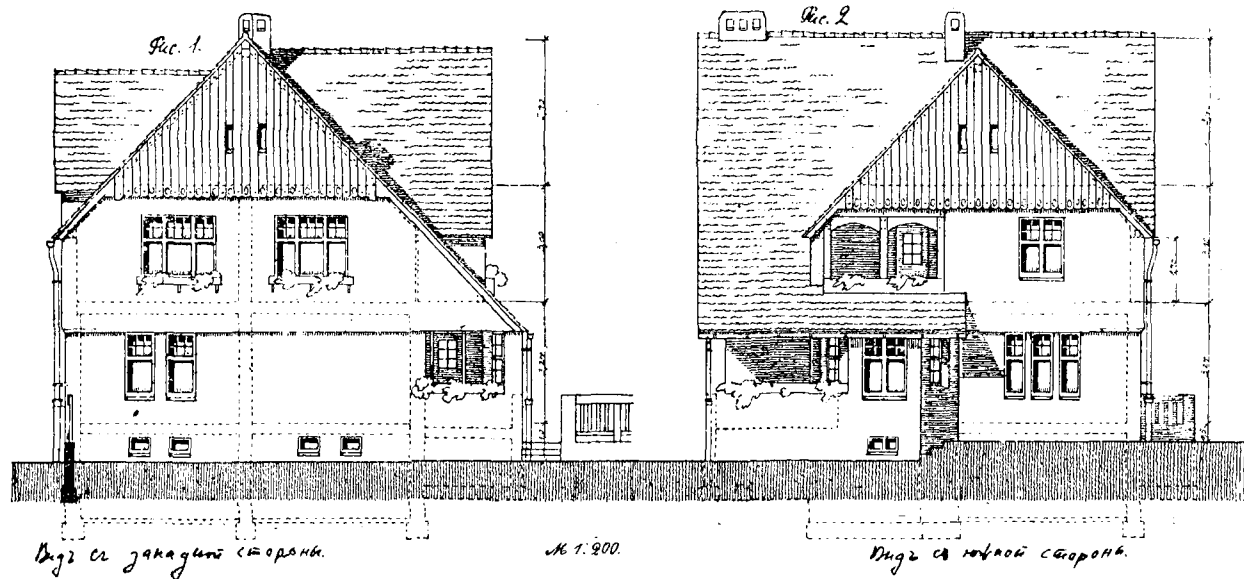 Рис. 1.
Рис. 2
Видъ съ западной стороны.
М 1:200.
Видъ съ южной стороны.